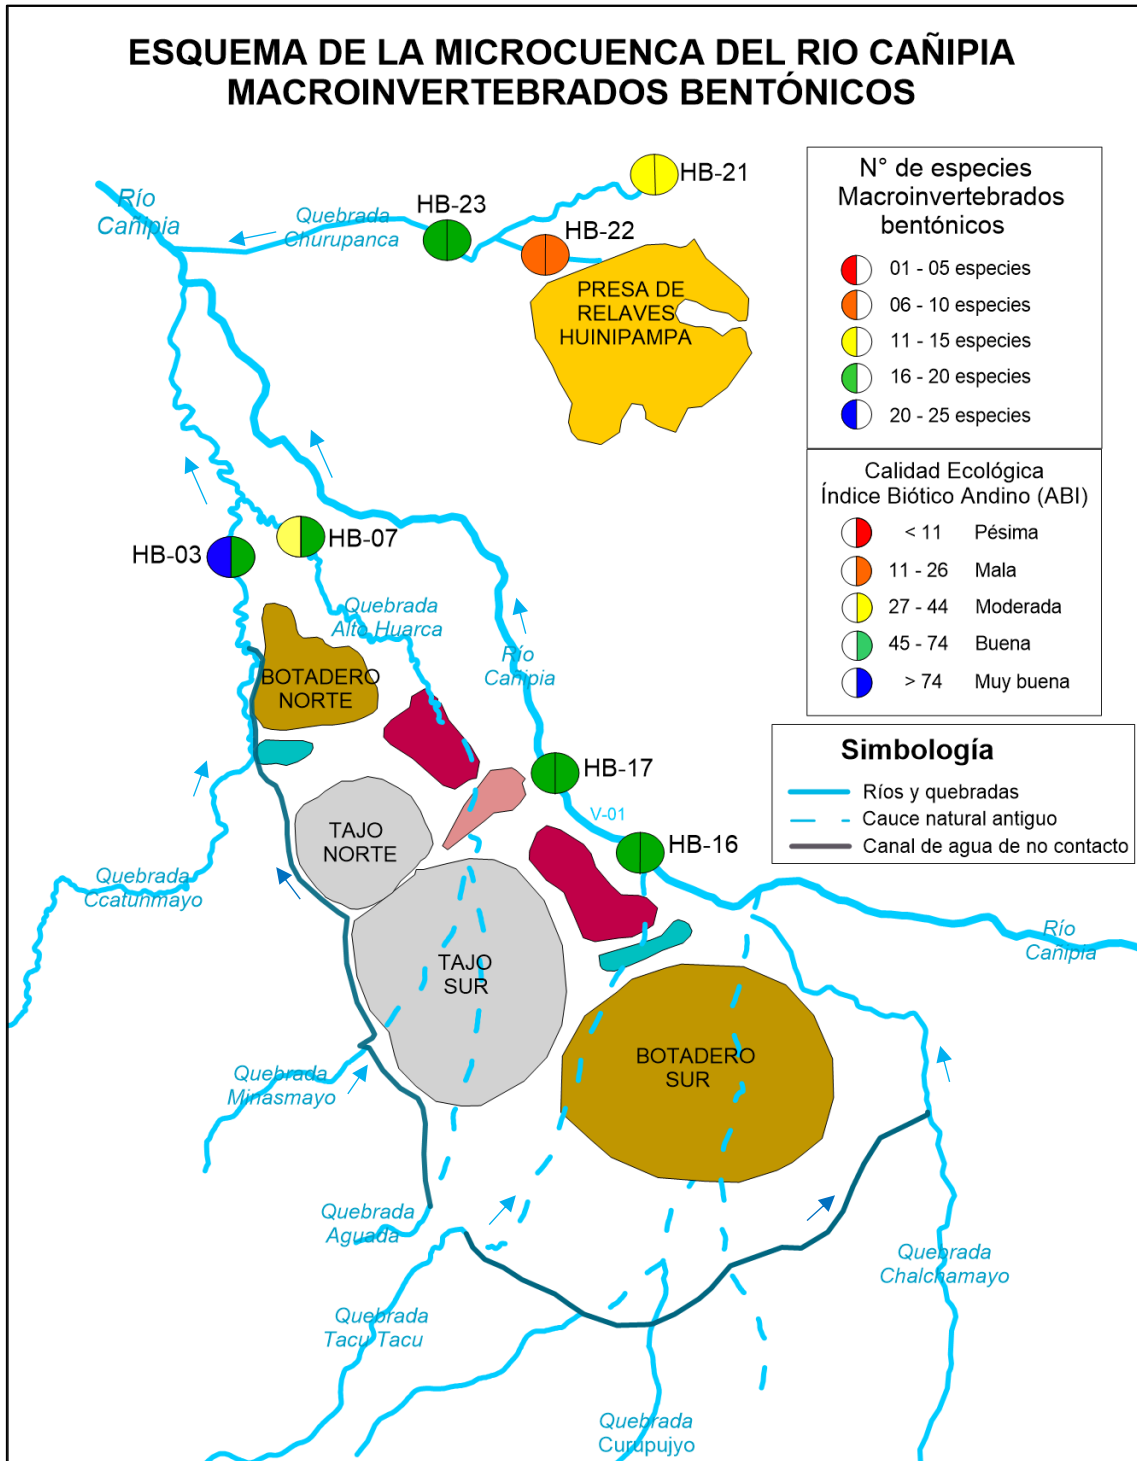 ESQUEMA DE LA MICROCUENCA DEL RIO CAÑIPIA
MACROINVERTEBRADOS BENTÓNICOS
Río
Cañipia
Quebrada
Churupanca
HB-23
HB-21
HB-22
PRESA DE
RELAVES
HUINIPAMPA
N° de especies
Macroinvertebrados
bentónicos
01 - 05 especies
06 - 10 especies
11 - 15 especies
16 - 20 especies
20 - 25 especies
Calidad Ecológica
Índice Biótico Andino (ABI)
< 11 Pésima
11 - 26 Mala
27 - 44 Moderada
45 - 74 Buena
> 74 Muy buena
Simbología
Ríos y quebradas
Cauce natural antiguo
Canal de agua de no contacto
HB-03
HB-07
Quebrada
Alto Huarca
Río
Cañipia
BOTADERO
NORTE
HB-17
V-01
HB-16
TAJO
NORTE
Quebrada
Ccatunmayo
Río
Cañipia
TAJO
SUR
BOTADERO
SUR
Quebrada
Minasmayo
Quebrada
Aguada
Quebrada
Chalchamayo
Quebrada
Tacu Tacu
Quebrada
Curupujyo